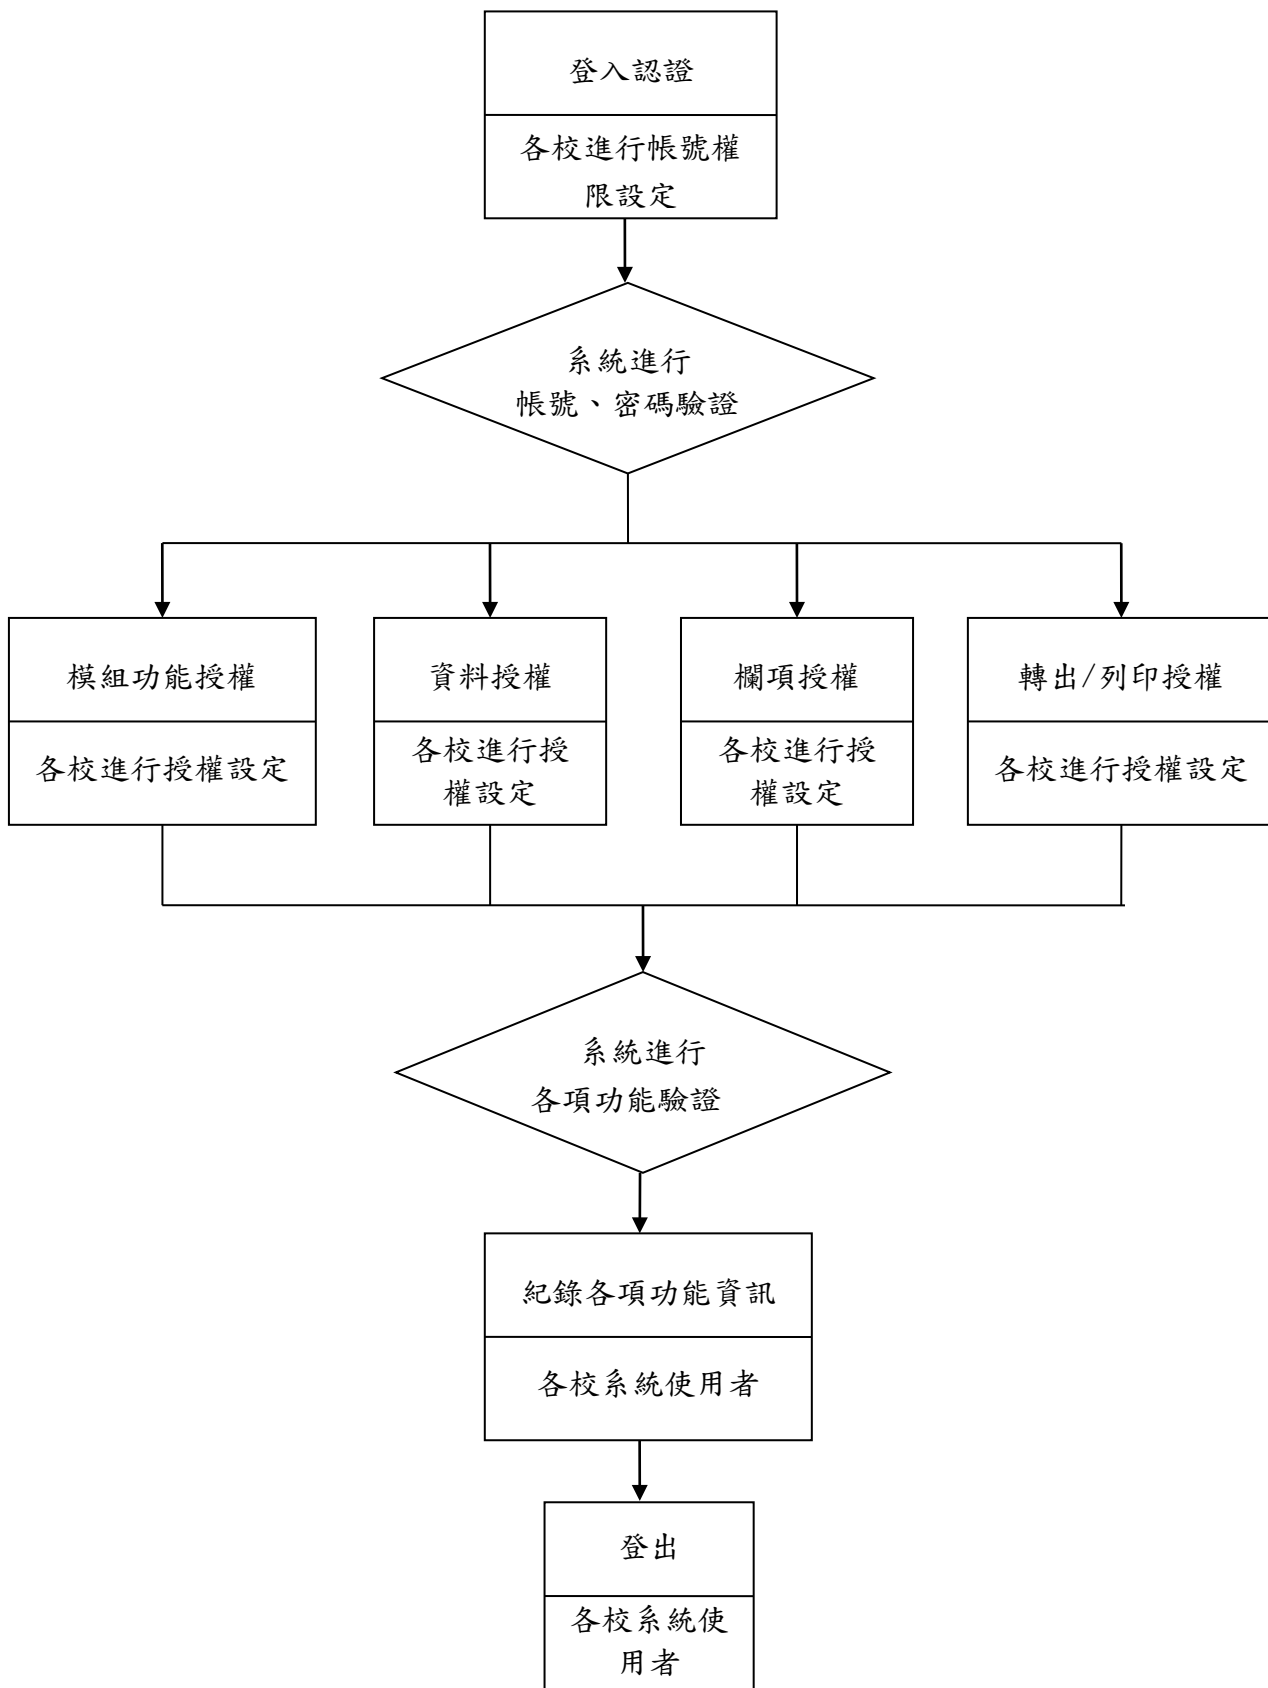 登入認證
各校進行帳號權
限設定
系統進行
帳號、密碼驗證
模組功能授權
各校進行授權設定
資料授權
各校進行授
權設定
欄項授權
各校進行授
權設定
轉出/列印授權
各校進行授權設定
系統進行
各項功能驗證
紀錄各項功能資訊
各校系統使用者
登出
各校系統使
用者